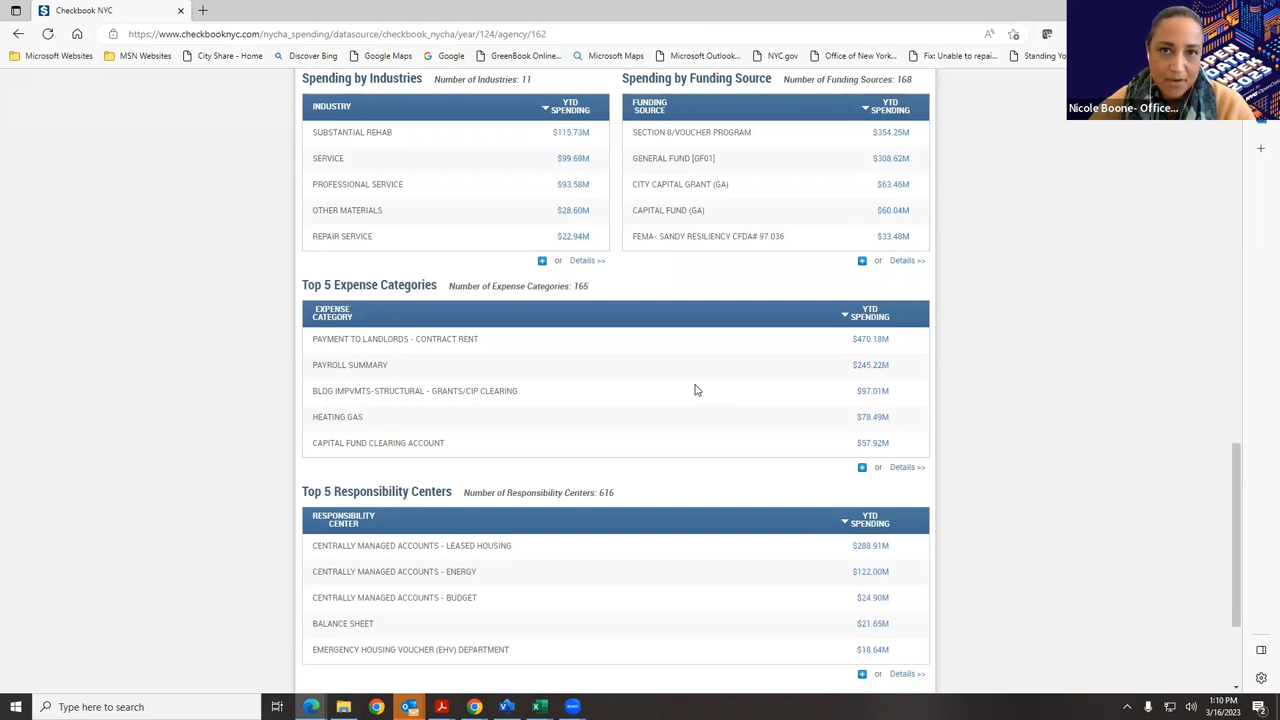 Checkbook NYC
https://www.checkbooknyc.com/nycha_spending/datasource/checkbook_nycha/year/124/agency/162
Microsoft Websites MSN Websites City Share - Home Discover Bing Google Maps Google GreenBook Online Microsoft Maps Microsoft Outlook... NYC.gov Office of New York... Fix: Unable to repai... Standing Yo
OPEN DATA WEEK 2023
Nicole Boone- Office...
Spending by Industries Number of Industries: 11
INDUSTRY YTD SPENDING
SUBSTANTIAL REHAB $115.73M
SERVICE $99.69M
PROFESSIONAL SERVICE $93.58M
OTHER MATERIALS $28.60M
REPAIR SERVICE $22.94M
or Details >>
Spending by Funding Source Number of Funding Sources: 168
FUNDING SOURCE YTD SPENDING
SECTION 8/VOUCHER PROGRAM $354.25M
GENERAL FUND [GF01] $308.62M
CITY CAPITAL GRANT (GA) $63.46M
CAPITAL FUND (GA) $60.04M
FEMA- SANDY RESILIENCY CFDA# 97.036 $33.48M
or Details >>
Top 5 Expense Categories Number of Expense Categories: 165
EXPENSE CATEGORY YTD SPENDING
PAYMENT TO LANDLORDS - CONTRACT RENT $470.18M
PAYROLL SUMMARY $245.22M
BLDG IMPVMTS-STRUCTURAL - GRANTS/CIP CLEARING $97.01M
HEATING GAS $78.49M
CAPITAL FUND CLEARING ACCOUNT $57.92M
or Details >>
Top 5 Responsibility Centers Number of Responsibility Centers: 616
RESPONSIBILITY CENTER YTD SPENDING
CENTRALLY MANAGED ACCOUNTS - LEASED HOUSING $288.91M
CENTRALLY MANAGED ACCOUNTS - ENERGY $122.00M
CENTRALLY MANAGED ACCOUNTS - BUDGET $24.90M
BALANCE SHEET $21.65M
EMERGENCY HOUSING VOUCHER (EHV) DEPARTMENT $18.64M
or Details >>
Type here to search
1:10 PM
3/16/2023